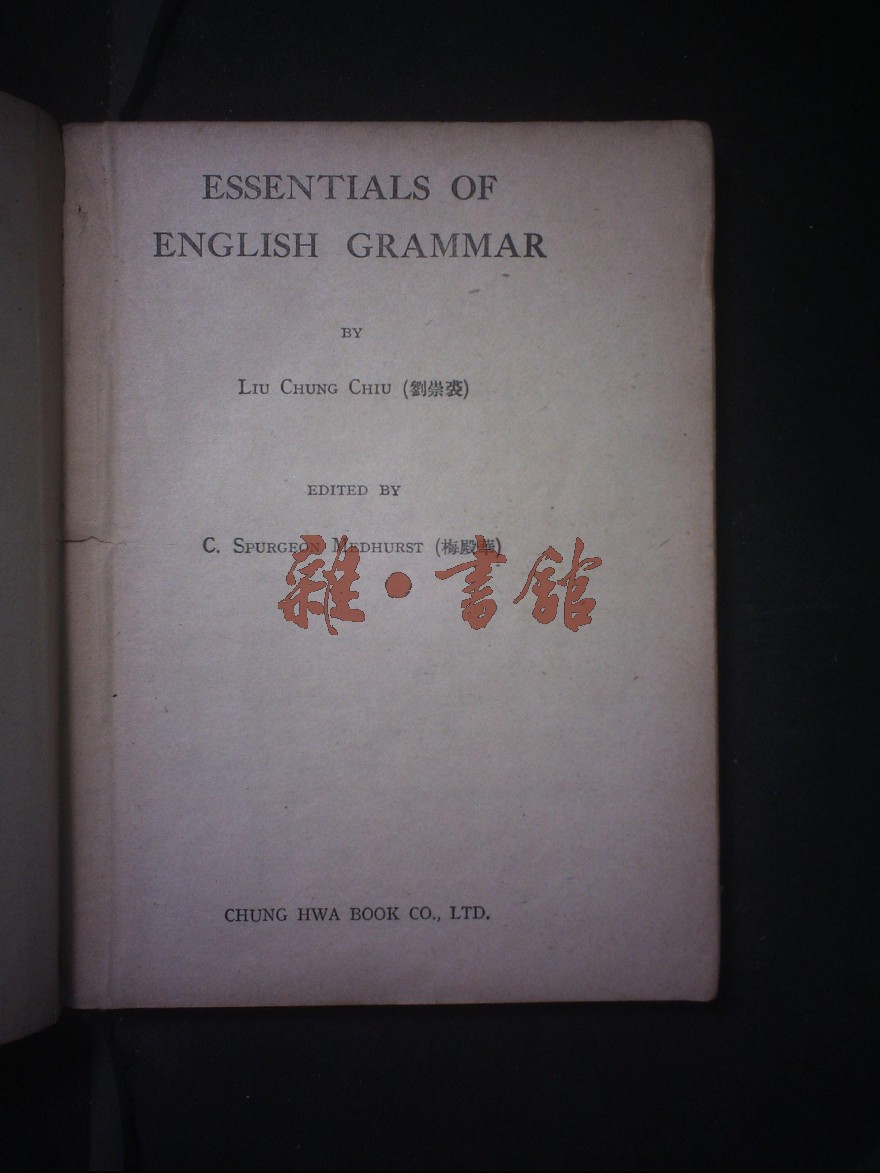 ESSENTIALS OF
ENGLISH GRAMMAR
BY
LIU CHUNG CHIU (劉崇裘)
EDITED BY
C. SPURGEON MEDHURST (梅殿華)
雜·書館
CHUNG HWA BOOK CO., LTD.